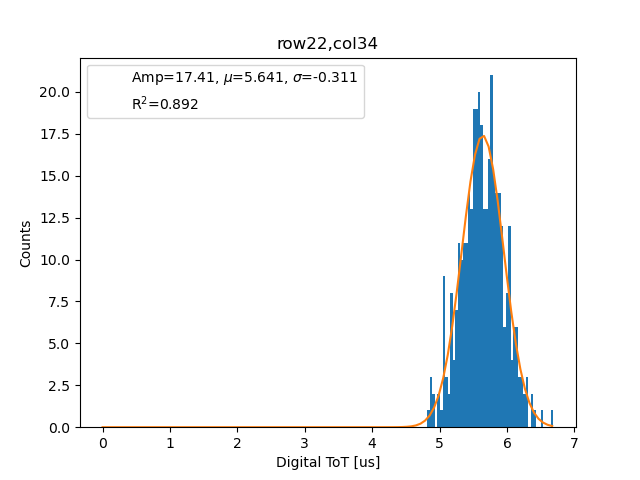 row22,col34
Amp=17.41, μ=5.641, σ=-0.311
R²=0.892
20.0
17.5
15.0
12.5
10.0
7.5
5.0
2.5
0.0
Counts
0 1 2 3 4 5 6 7
Digital ToT [us]